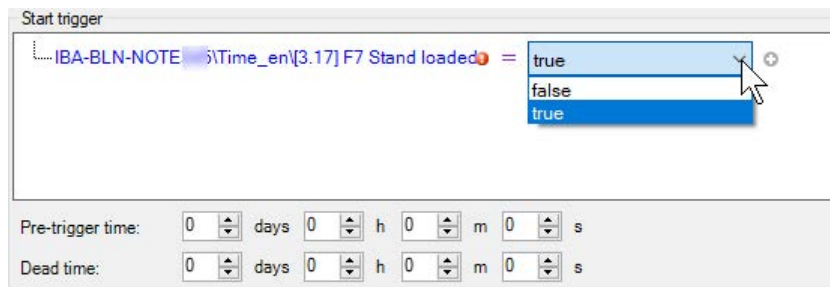 Start trigger
IBA-BLN-NOTE 5\Time_en\[3.17] F7 Stand loaded = true
false
true
Pre-trigger time: 0 days 0 h 0 m 0 s
Dead time: 0 days 0 h 0 m 0 s